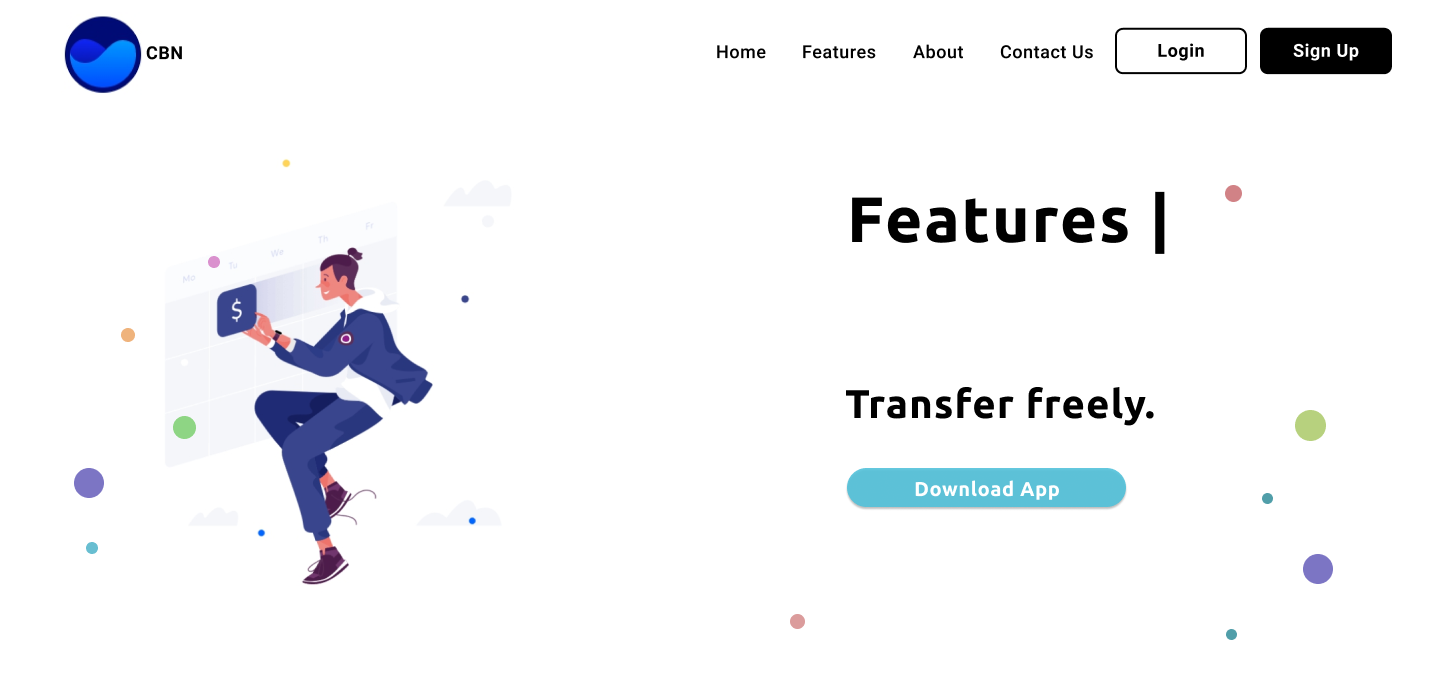 CBN
Home Features About Contact Us Login Sign Up
Features |
Mo Tu We Th Fr
$
Transfer freely.
Download App